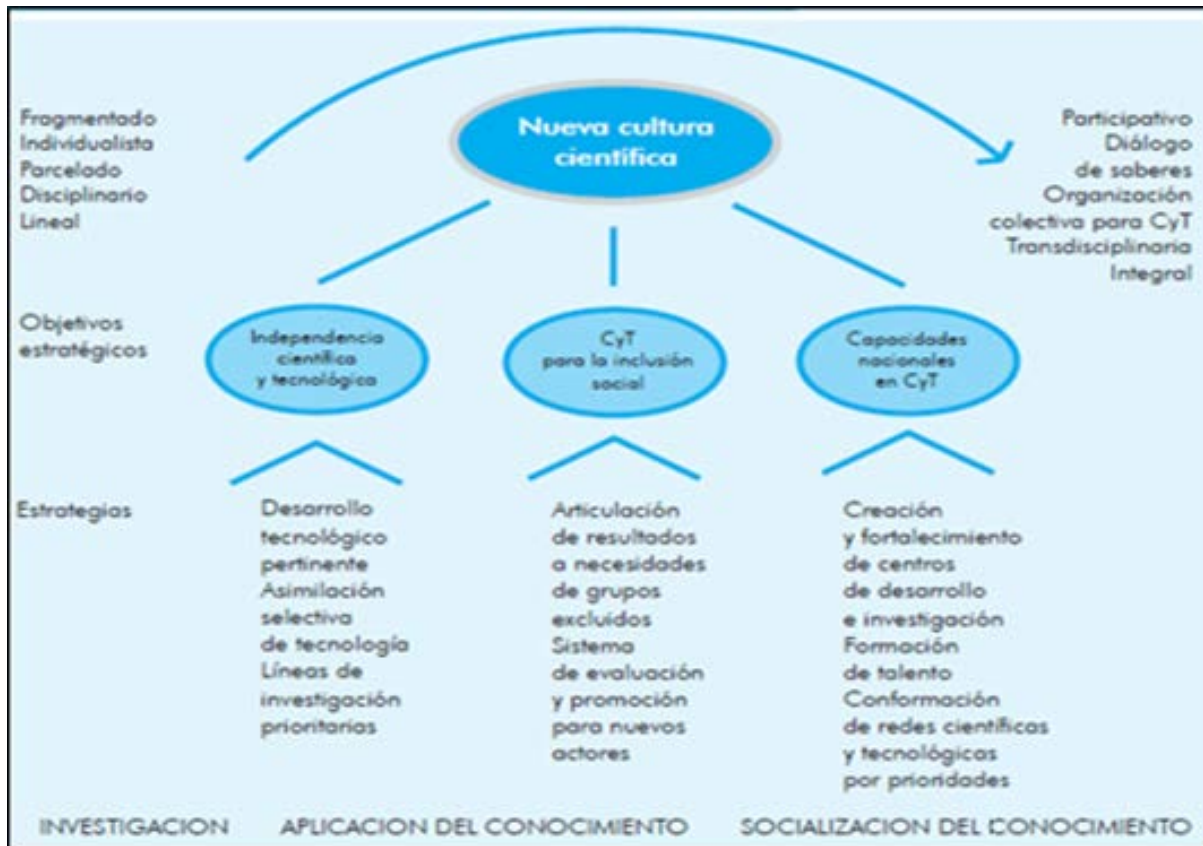 Nueva cultura
científica
Fragmentado
Individualista
Parcelado
Disciplinario
Lineal
Participativo
Diálogo
de saberes
Organización
colectiva para CyT
Transdisciplinaria
Integral
Objetivos
estratégicos
Independencia
científica
y tecnológica
CyT
para la inclusión
social
Capacidades
nacionales
en CyT
Estrategias
Desarrollo
tecnológico
pertinente
Asimilación
selectiva
de tecnología
Líneas de
investigación
prioritarias
Articulación
de resultados
a necesidades
de grupos
excluídos
Sistema
de evaluación
y promoción
para nuevos
actores
Creación
y fortalecimiento
de centros
de desarrollo
e investigación
Formación
de talento
Conformación
de redes científicas
y tecnológicas
por prioridades
INVESTIGACION
APLICACION DEL CONOCIMIENTO
SOCIALIZACION DEL CONOCIMIENTO